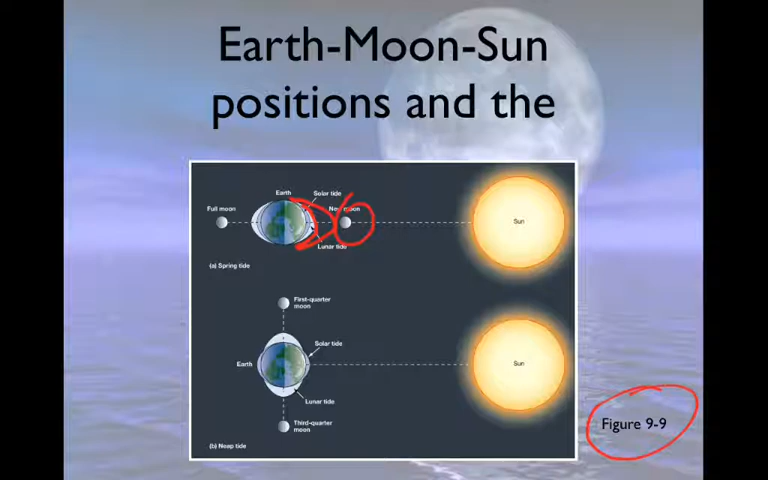 Earth-Moon-Sun
positions and the
Earth
Solar tide
Full moon
New moon
Sun
Lunar tide
(a) Spring tide
First-quarter
moon
Solar tide
Earth
Sun
Lunar tide
Third-quarter
moon
(b) Neap tide
Figure 9-9